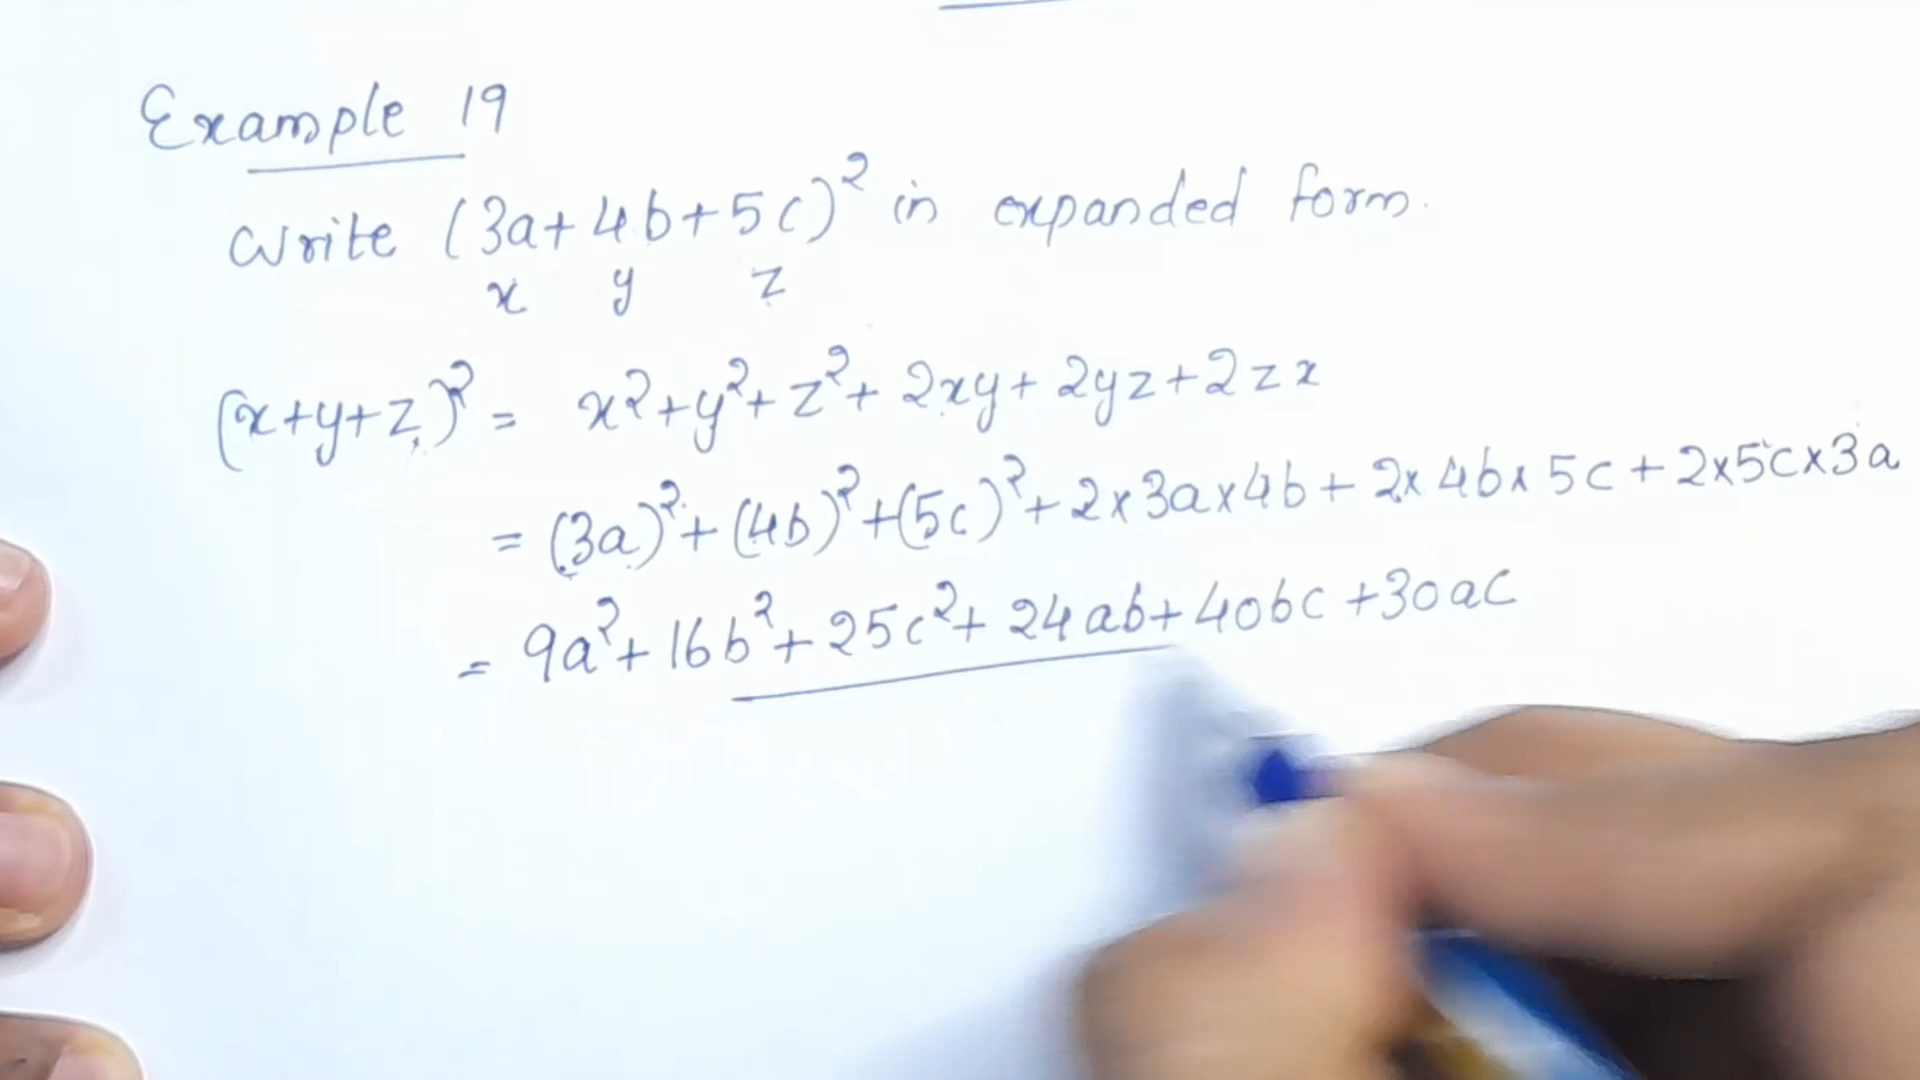 Example 19
Write (3a+4b+5c)² in expanded form.
x y z
(x+y+z)² = x²+y²+z²+2xy+2yz+2zx
= (3a)²+(4b)²+(5c)²+2×3a×4b+2×4b×5c+2×5c×3a
= 9a²+16b²+25c²+24ab+40bc+30ac